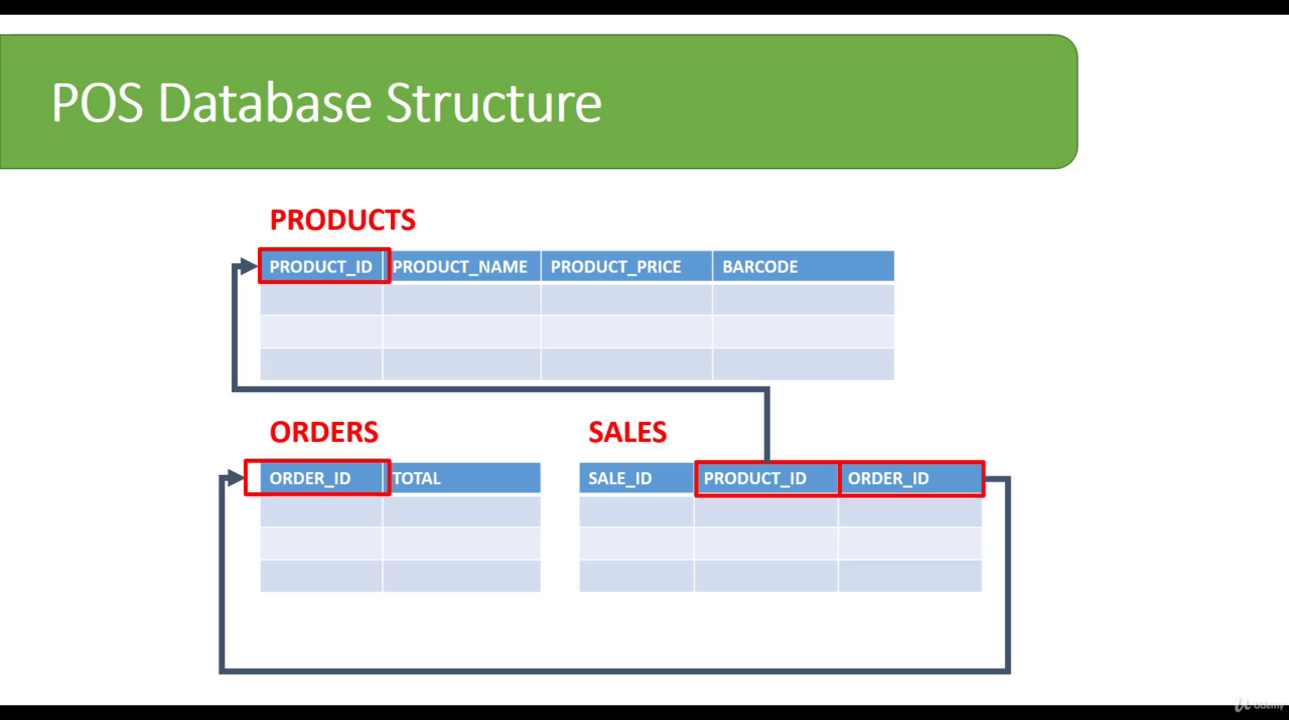 POS Database Structure
PRODUCTS
PRODUCT_ID PRODUCT_NAME PRODUCT_PRICE BARCODE
ORDERS SALES
ORDER_ID TOTAL SALE_ID PRODUCT_ID ORDER_ID
Udemy